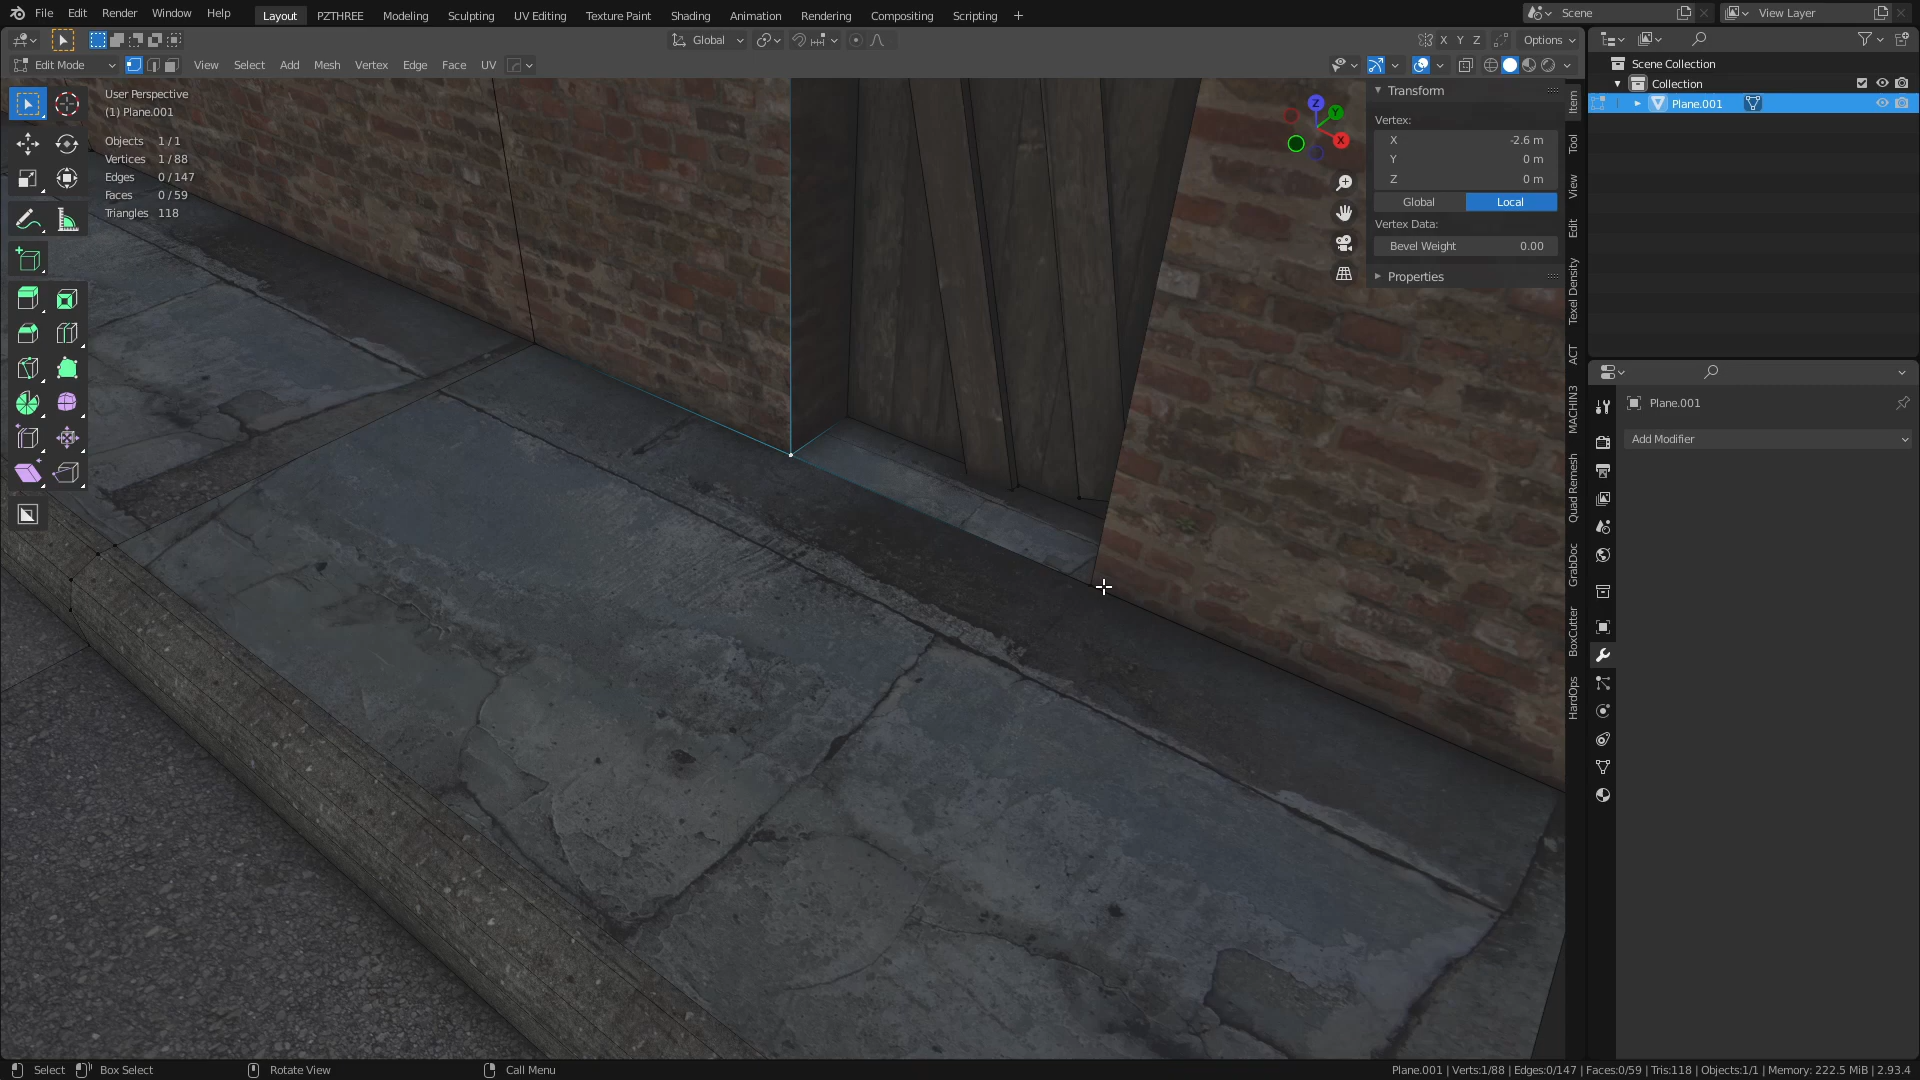 File Edit Render Window Help Layout PZTHREE Modeling Sculpting UV Editing Texture Paint Shading Animation Rendering Compositing Scripting + Scene View Layer
Global X Y Z Options
Edit Mode View Select Add Mesh Vertex Edge Face UV
User Perspective
(1) Plane.001
Objects 1/1
Vertices 1/88
Edges 0/147
Faces 0/59
Triangles 118
Z
Y
X
Transform
Vertex:
X -2.6 m
Y 0 m
Z 0 m
Global Local
Vertex Data:
Bevel Weight 0.00
Properties
Item
Tool
View
Edit
Texel Density
ACT
MACHIN3
Quad Remesh
GrabDoc
BoxCutter
HardOps
Scene Collection
Collection
Plane.001
Plane.001
Add Modifier
Select Box Select Rotate View Call Menu Plane.001 | Verts:1/88 | Edges:0/147 | Faces:0/59 | Tris:118 | Objects:1/1 | Memory: 222.5 MiB | 2.93.4